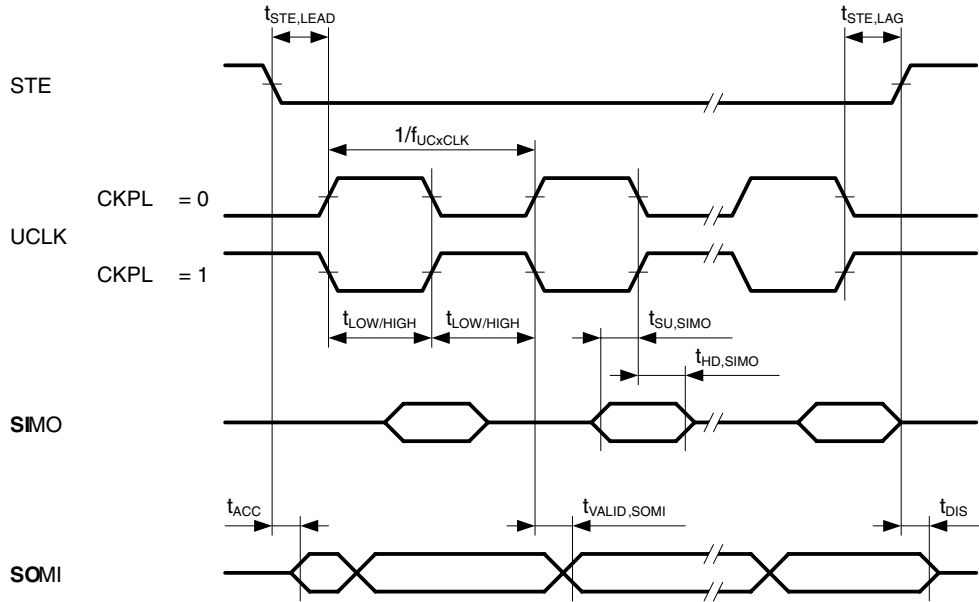 tSTE,LEAD
tSTE,LAG
STE
1/fUCxCLK
CKPL = 0
UCLK
CKPL = 1
tLOW/HIGH tLOW/HIGH
tSU,SIMO
tHD,SIMO
SIMO
tACC
tVALID,SOMI
tDIS
SOMI